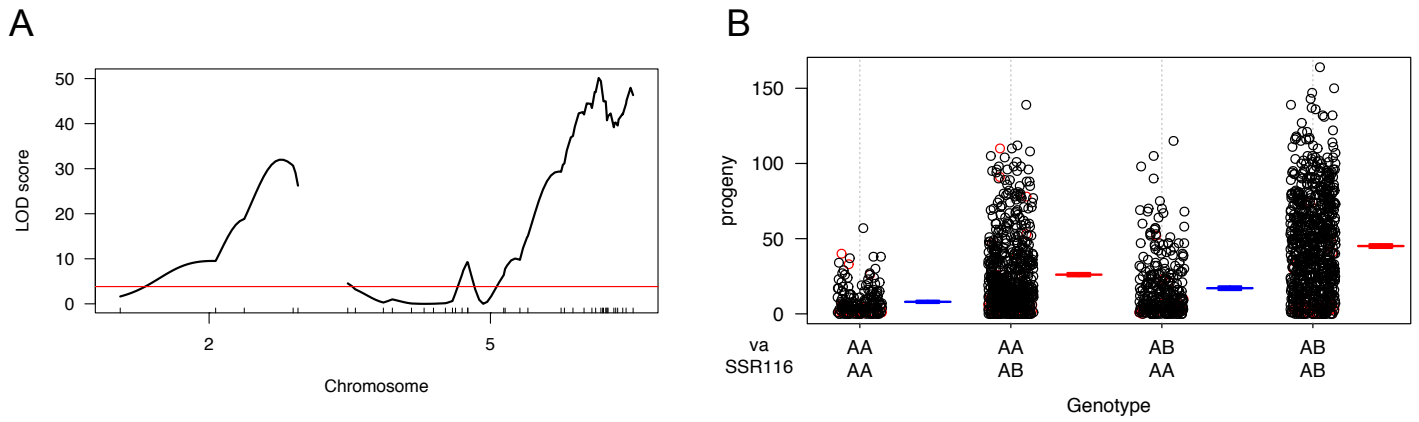 A
LOD score
50
40
30
20
10
0
2 5
Chromosome
B
progeny
150
100
50
0
va AA AA AB AB
SSR116 AA AB AA AB
Genotype